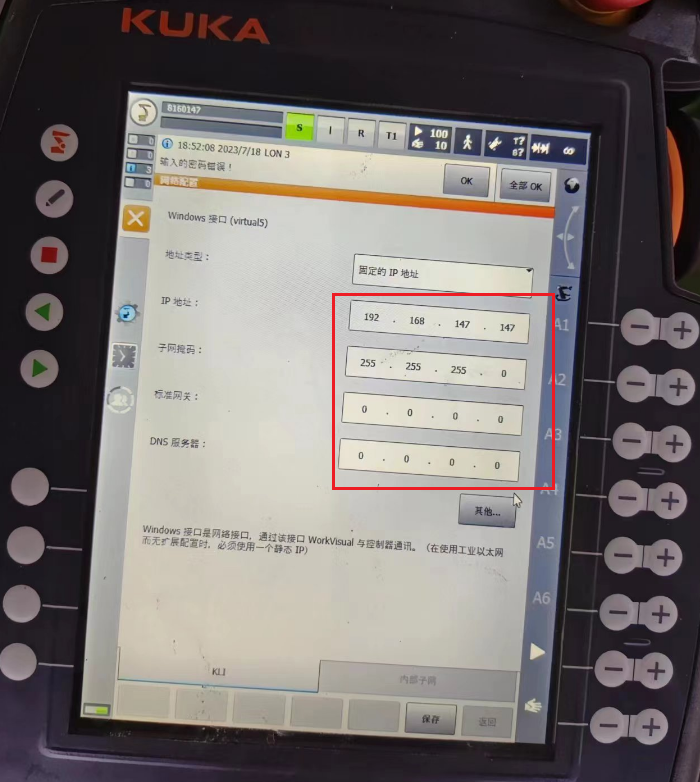 KUKA
0160147
S I R T1 100 10 T? B? ∞
0
0
3
0
18:52:08 2023/7/18 LON 3
输入的密码错误！
OK 全部 OK
网络配置
Windows 接口 (virtual5)
地址类型：
固定的 IP 地址
IP 地址：
192 . 168 . 147 . 147
子网掩码：
255 . 255 . 255 . 0
标准网关：
0 . 0 . 0 . 0
DNS 服务器：
0 . 0 . 0 . 0
其他...
Windows 接口是网络接口，通过该接口 WorkVisual 与控制器通讯。（在使用工业以太网
而无扩展配置时，必须使用一个静态 IP）
KLI 内部子网
保存 返回
A1
A2
A3
A4
A5
A6